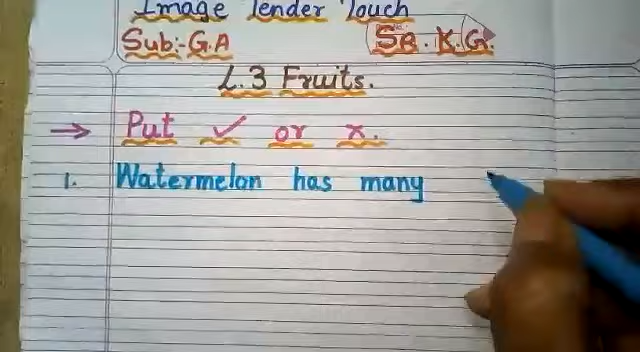 Image Tender Touch
Sub:- G.A
SR. K.G.
L.3 Fruits.
→ Put ✓ or x.
1. Watermelon has many